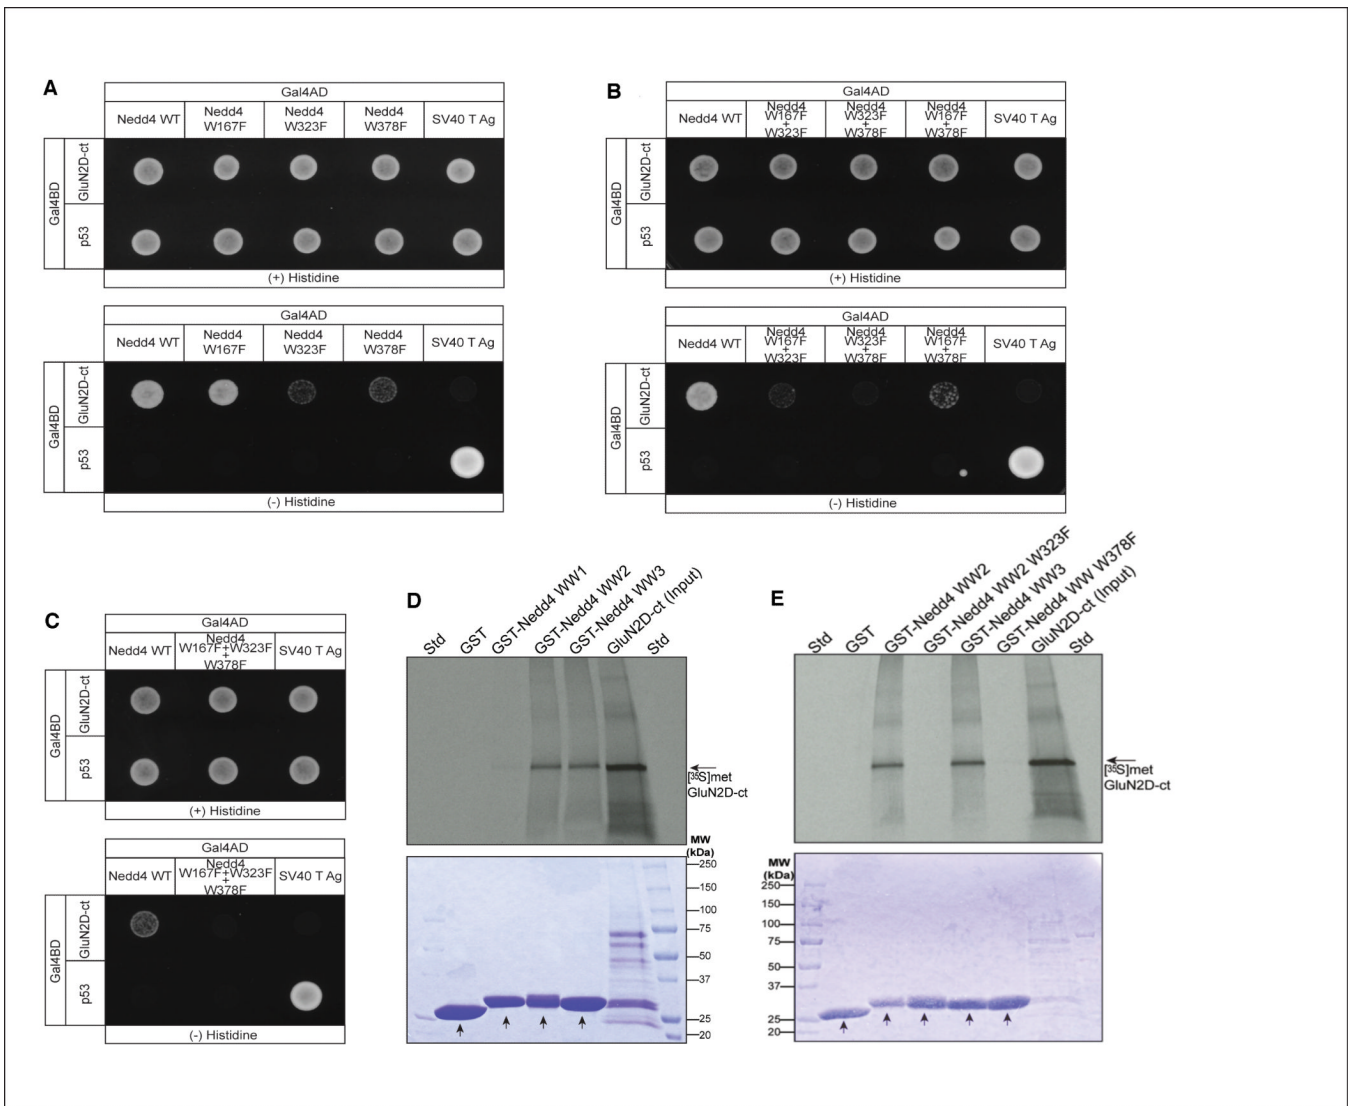 A
Gal4AD
Nedd4 WT
Nedd4
W167F
Nedd4
W323F
Nedd4
W378F
SV40 T Ag
Gal4BD
GluN2D-ct
p53
(+) Histidine
Gal4AD
Nedd4 WT
Nedd4
W167F
Nedd4
W323F
Nedd4
W378F
SV40 T Ag
Gal4BD
GluN2D-ct
p53
(-) Histidine
B
Gal4AD
Nedd4 WT
Nedd4
W167F
+
W323F
Nedd4
W323F
+
W378F
Nedd4
W167F
+
W378F
SV40 T Ag
Gal4BD
GluN2D-ct
p53
(+) Histidine
Gal4AD
Nedd4 WT
Nedd4
W167F
+
W323F
Nedd4
W323F
+
W378F
Nedd4
W167F
+
W378F
SV40 T Ag
Gal4BD
GluN2D-ct
p53
(-) Histidine
C
Gal4AD
Nedd4 WT
Nedd4
W167F+W323F
+
W378F
SV40 T Ag
Gal4BD
GluN2D-ct
p53
(+) Histidine
Gal4AD
Nedd4 WT
Nedd4
W167F+W323F
+
W378F
SV40 T Ag
Gal4BD
GluN2D-ct
p53
(-) Histidine
D
Std
GST
GST-Nedd4 WW1
GST-Nedd4 WW2
GST-Nedd4 WW3
GluN2D-ct (Input)
Std
[35S]met
GluN2D-ct
MW
(kDa)
250
150
100
75
50
37
25
20
E
Std
GST
GST-Nedd4 WW2
GST-Nedd4 WW2 W323F
GST-Nedd4 WW3
GST-Nedd4 WW W378F
GluN2D-ct (Input)
Std
[35S]met
GluN2D-ct
MW
(kDa)
250
150
100
75
50
37
25
20